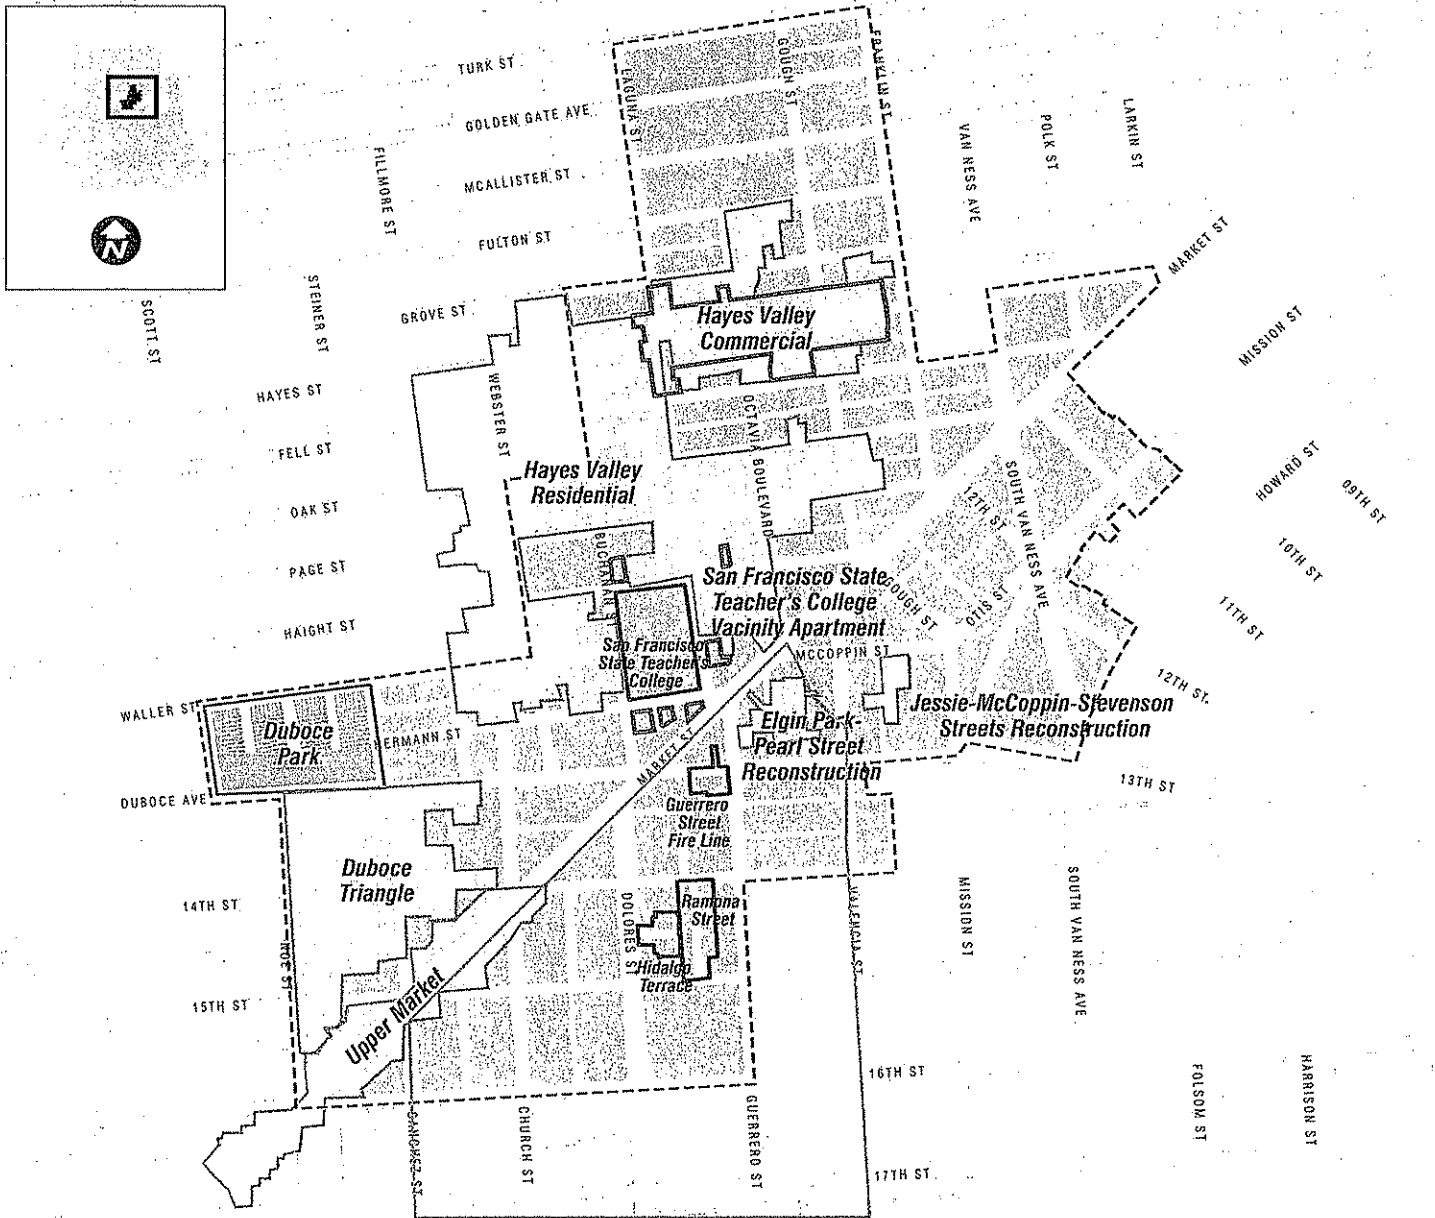 N
TURK ST
GOLDEN GATE AVE
MCALLISTER ST
FULTON ST
GROVE ST
HAYES ST
FELL ST
OAK ST
PAGE ST
HAIGHT ST
WALLER ST
HERMANN ST
DUBOCE AVE
14TH ST
15TH ST
SCOTT ST
STEINER ST
FILLMORE ST
WEBSTER ST
BUCHANAN S
LAGUNA ST
GOUGH ST
FRANKLIN ST
VAN NESS AVE
POLK ST
LARKIN ST
MARKET ST
MISSION ST
HOWARD ST
09TH ST
10TH ST
11TH ST
12TH ST.
13TH ST
OCTAVIA BOULEVARD
SOUTH VAN NESS AVE
12TH ST
GOUGH ST
OTIS ST
MCCOPPIN ST
MARKET ST
Hayes Valley
Commercial
Hayes Valley
Residential
San Francisco State
Teacher's College
Vacinity Apartment
San Francisco
State Teacher's
College
Jessie-McCoppin-Stevenson
Streets Reconstruction
Elgin Park-
Pearl Street
Reconstruction
Duboce
Park
Guerrero
Street
Fire Line
Duboce
Triangle
Ramona
Street
Hidalgo
Terrace
Upper Market
DOLORES ST
NOE ST
VALENCIA ST
MISSION ST
SOUTH VAN NESS AVE
16TH ST
17TH ST
SANCHEZ ST
CHURCH ST
GUERRERO ST
FOLSOM ST
HARRISON ST